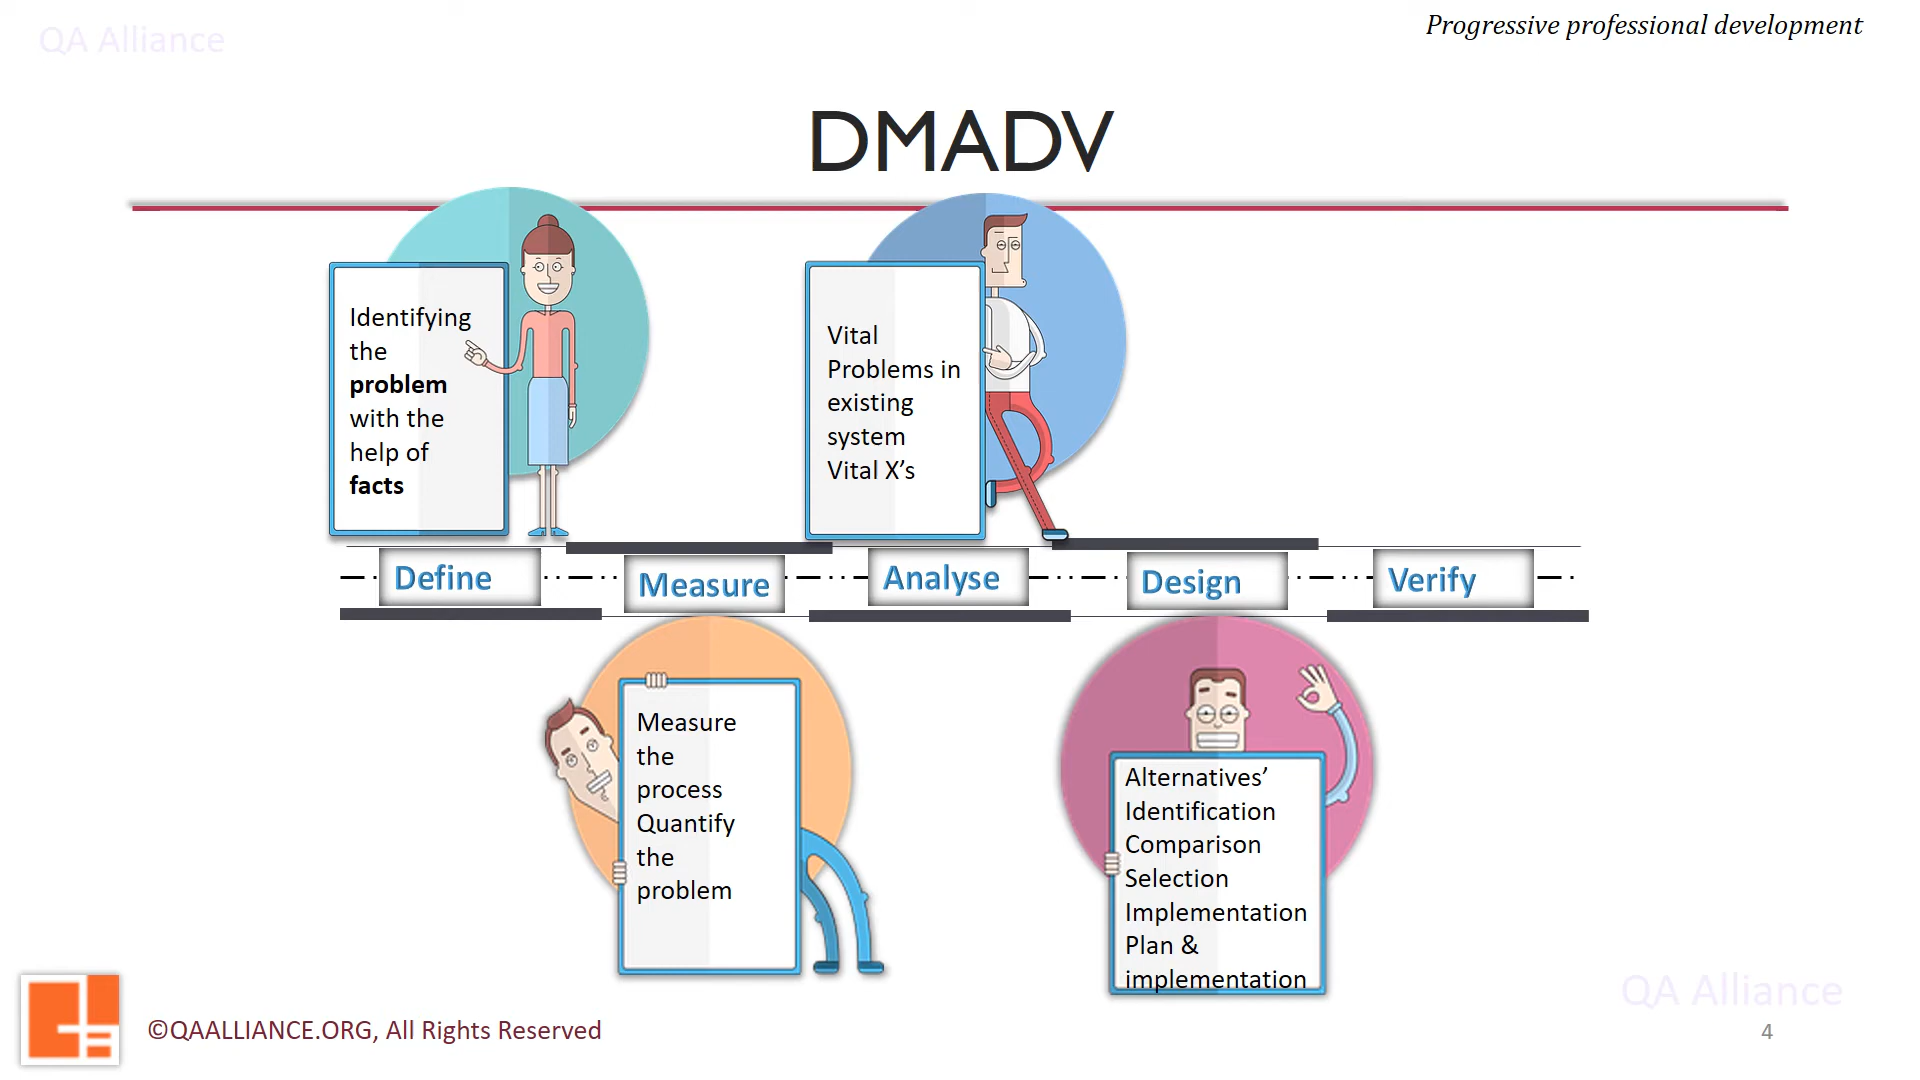 QA Alliance
Progressive professional development
DMADV
Identifying
the
problem
with the
help of
facts
Vital
Problems in
existing
system
Vital X’s
Define
Measure
Analyse
Design
Verify
Measure
the
process
Quantify
the
problem
Alternatives’
Identification
Comparison
Selection
Implementation
Plan &
implementation
QA Alliance
©QAALLIANCE.ORG, All Rights Reserved
4